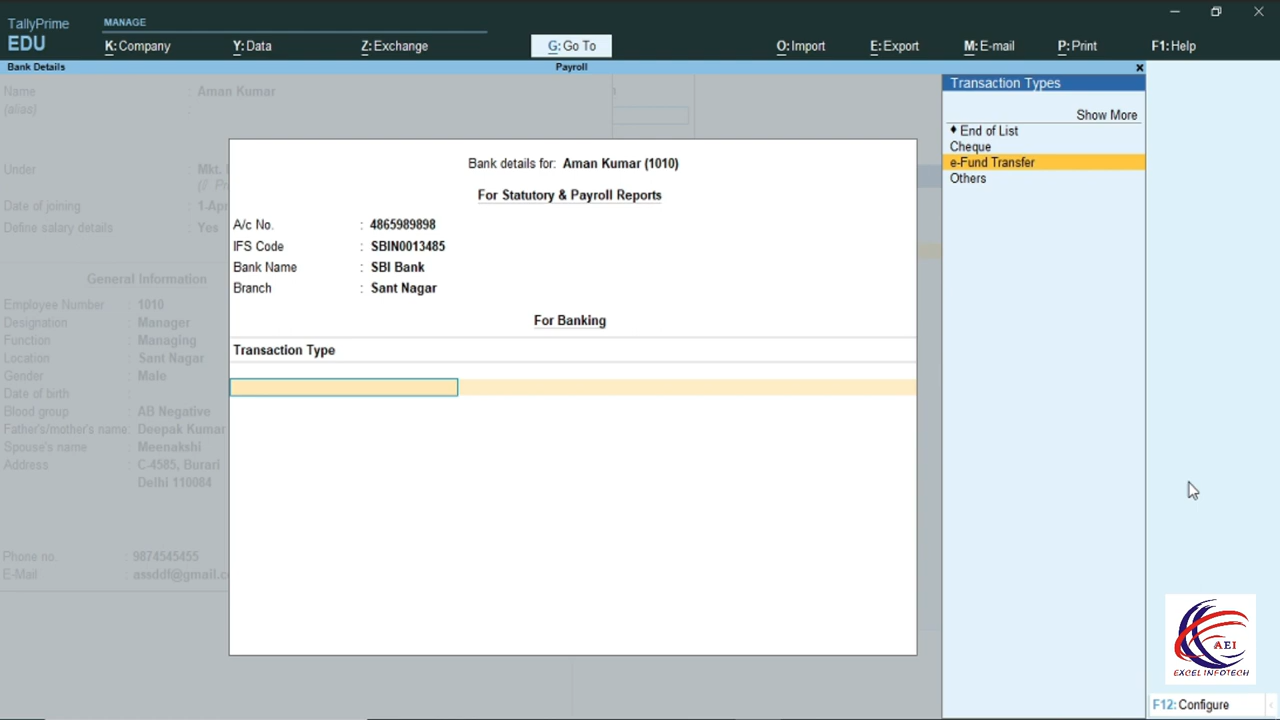 TallyPrime
EDU
MANAGE
K: Company
Y: Data
Z: Exchange
G: Go To
O: Import
E: Export
M: E-mail
P: Print
F1: Help
Bank Details
Payroll
Name : Aman Kumar
(alias) :
Under : Mkt.
Date of joining : 1-Apr
Define salary details : Yes
General Information
Employee Number : 1010
Designation : Manager
Function : Managing
Location : Sant Nagar
Gender : Male
Date of birth :
Blood group : AB Negative
Father's/mother's name: Deepak Kumar
Spouse's name : Meenakshi
Address : C-4585, Burari
Delhi 110084
Phone no. : 9874545455
E-Mail : assddf@gmail.c
Bank details for: Aman Kumar (1010)
For Statutory & Payroll Reports
A/c No. : 4865989898
IFS Code : SBIN0013485
Bank Name : SBI Bank
Branch : Sant Nagar
For Banking
Transaction Type
Transaction Types
Show More
♦ End of List
Cheque
e-Fund Transfer
Others
AEI
EXCEL INFOTECH
F12: Configure